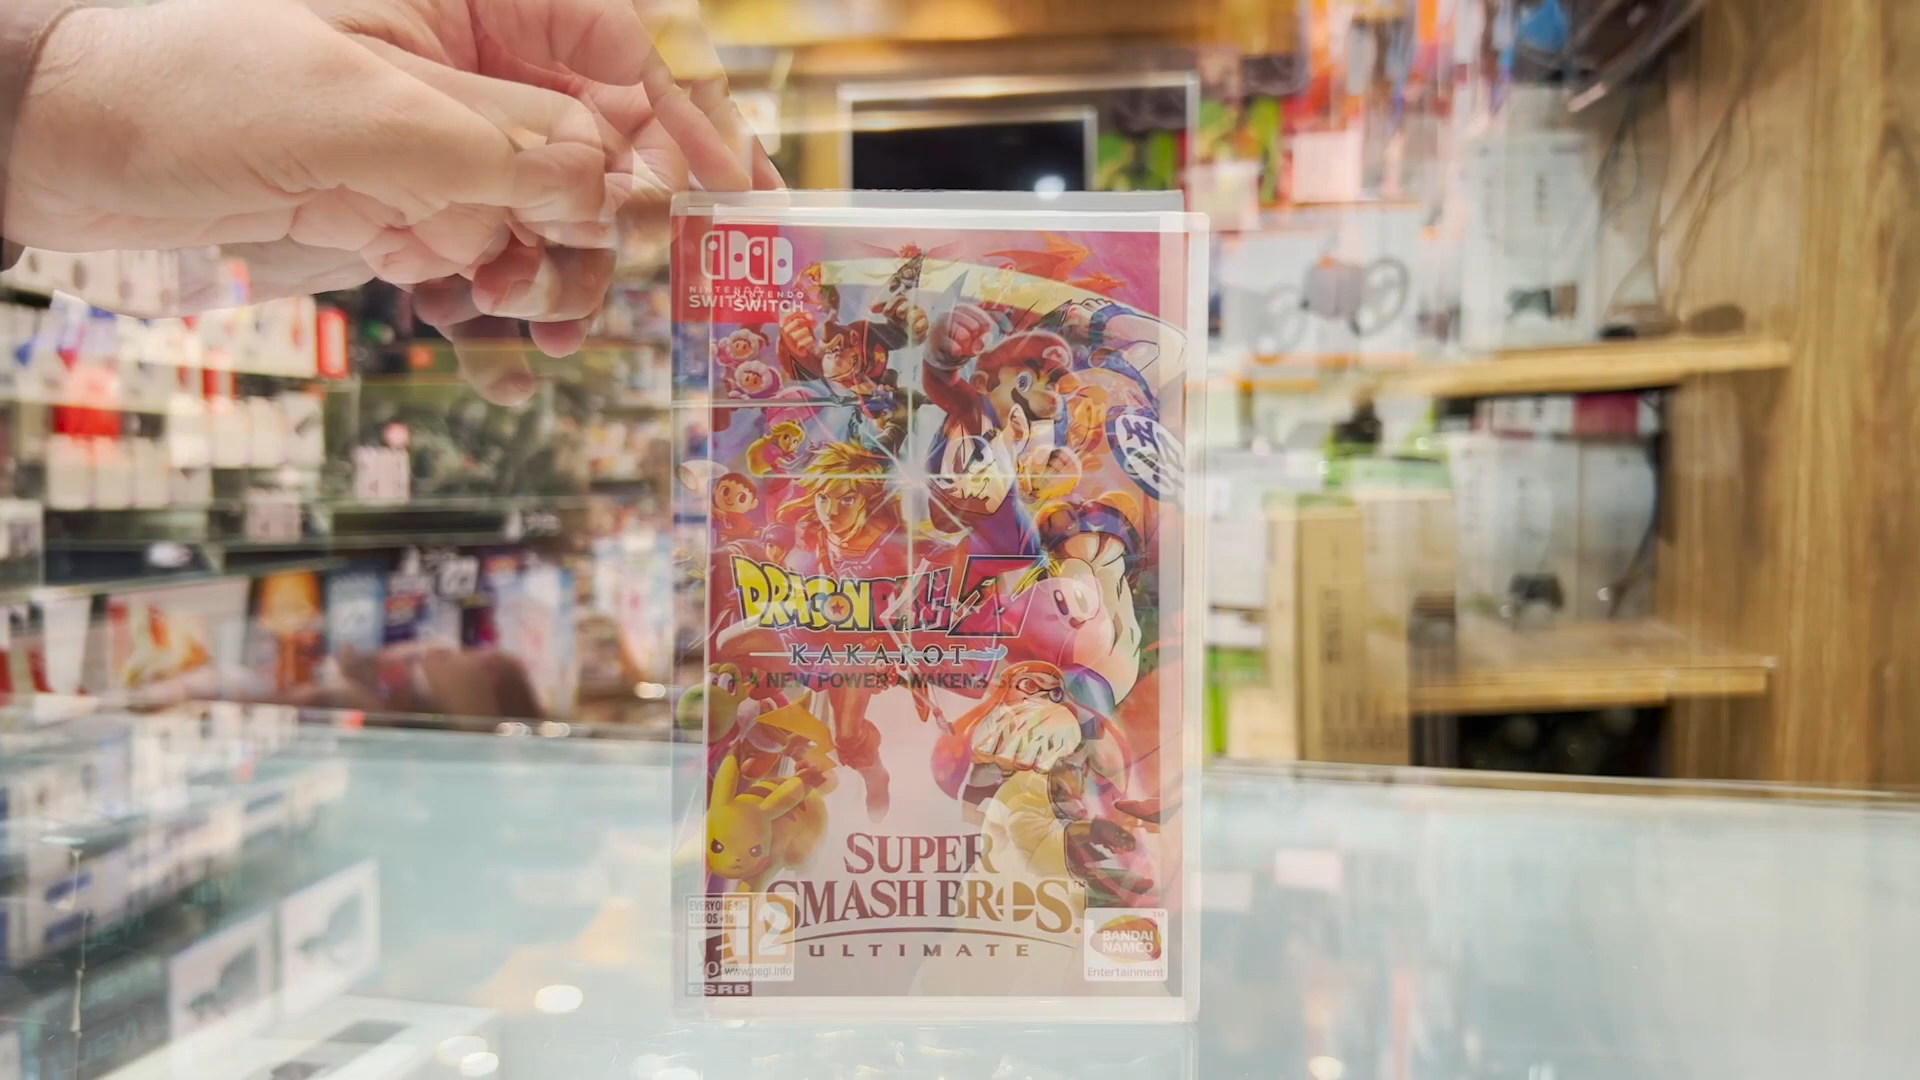 NINTENDO
SWITCH
NINTENDO
SWITCH
DRAGON BALL Z
KAKAROT
+ A NEW POWER AWAKENS
SUPER
SMASH BROS.™
ULTIMATE
EVERYONE 10+
TODOS +10
E
ESRB
12
www.pegi.info
BANDAI
NAMCO
Entertainment